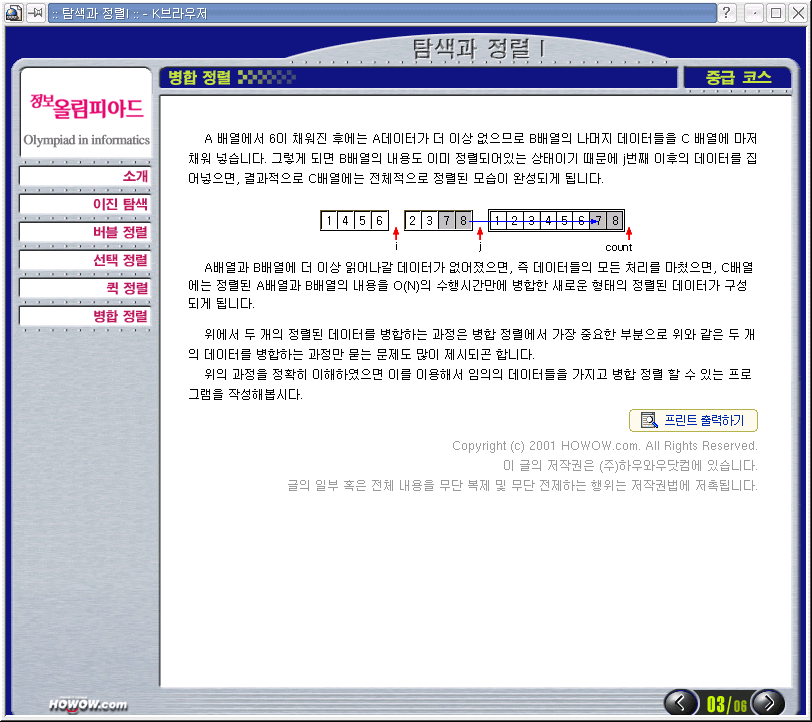 :: 탐색과 정렬I :: - K브라우저
탐색과 정렬 I
정보올림피아드
Olympiad in informatics
소개
이진 탐색
버블 정렬
선택 정렬
퀵 정렬
병합 정렬
병합 정렬
중급 코스
A 배열에서 6이 채워진 후에는 A데이터가 더 이상 없으므로 B배열의 나머지 데이터들을 C 배열에 마저
채워 넣습니다. 그렇게 되면 B배열의 내용도 이미 정렬되어있는 상태이기 때문에 j번째 이후의 데이터를 집
어넣으면, 결과적으로 C배열에는 전체적으로 정렬된 모습이 완성되게 됩니다.
1 4 5 6 2 3 7 8 1 2 3 4 5 6 7 8
i j count
A배열과 B배열에 더 이상 읽어나갈 데이터가 없어졌으면, 즉 데이터들의 모든 처리를 마쳤으면, C배열
에는 정렬된 A배열과 B배열의 내용을 O(N)의 수행시간만에 병합한 새로운 형태의 정렬된 데이터가 구성
되게 됩니다.
위에서 두 개의 정렬된 데이터를 병합하는 과정은 병합 정렬에서 가장 중요한 부분으로 위와 같은 두 개
의 데이터를 병합하는 과정만 묻는 문제도 많이 제시되곤 합니다.
위의 과정을 정확히 이해하였으면 이를 이용해서 임의의 데이터들을 가지고 병합 정렬 할 수 있는 프로
그램을 작성해봅시다.
프린트 출력하기
Copyright (c) 2001 HOWOW.com. All Rights Reserved.
이 글의 저작권은 (주)하우와우닷컴에 있습니다.
글의 일부 혹은 전체 내용을 무단 복제 및 무단 전제하는 행위는 저작권법에 저촉됩니다.
HOWOW.com
03/06